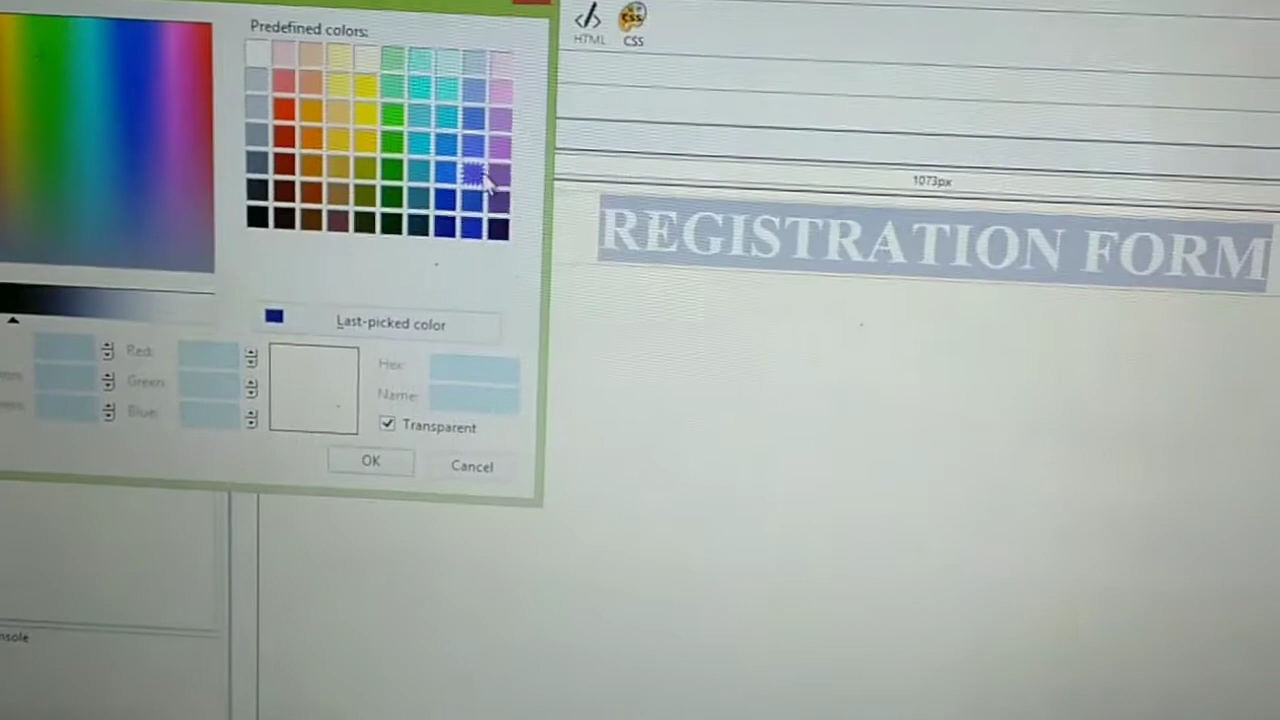 Predefined colors:
HTML
CSS
1073px
REGISTRATION FORM
Last-picked color
Red:
Hex:
Green:
Name:
Blue:
Transparent
OK
Cancel